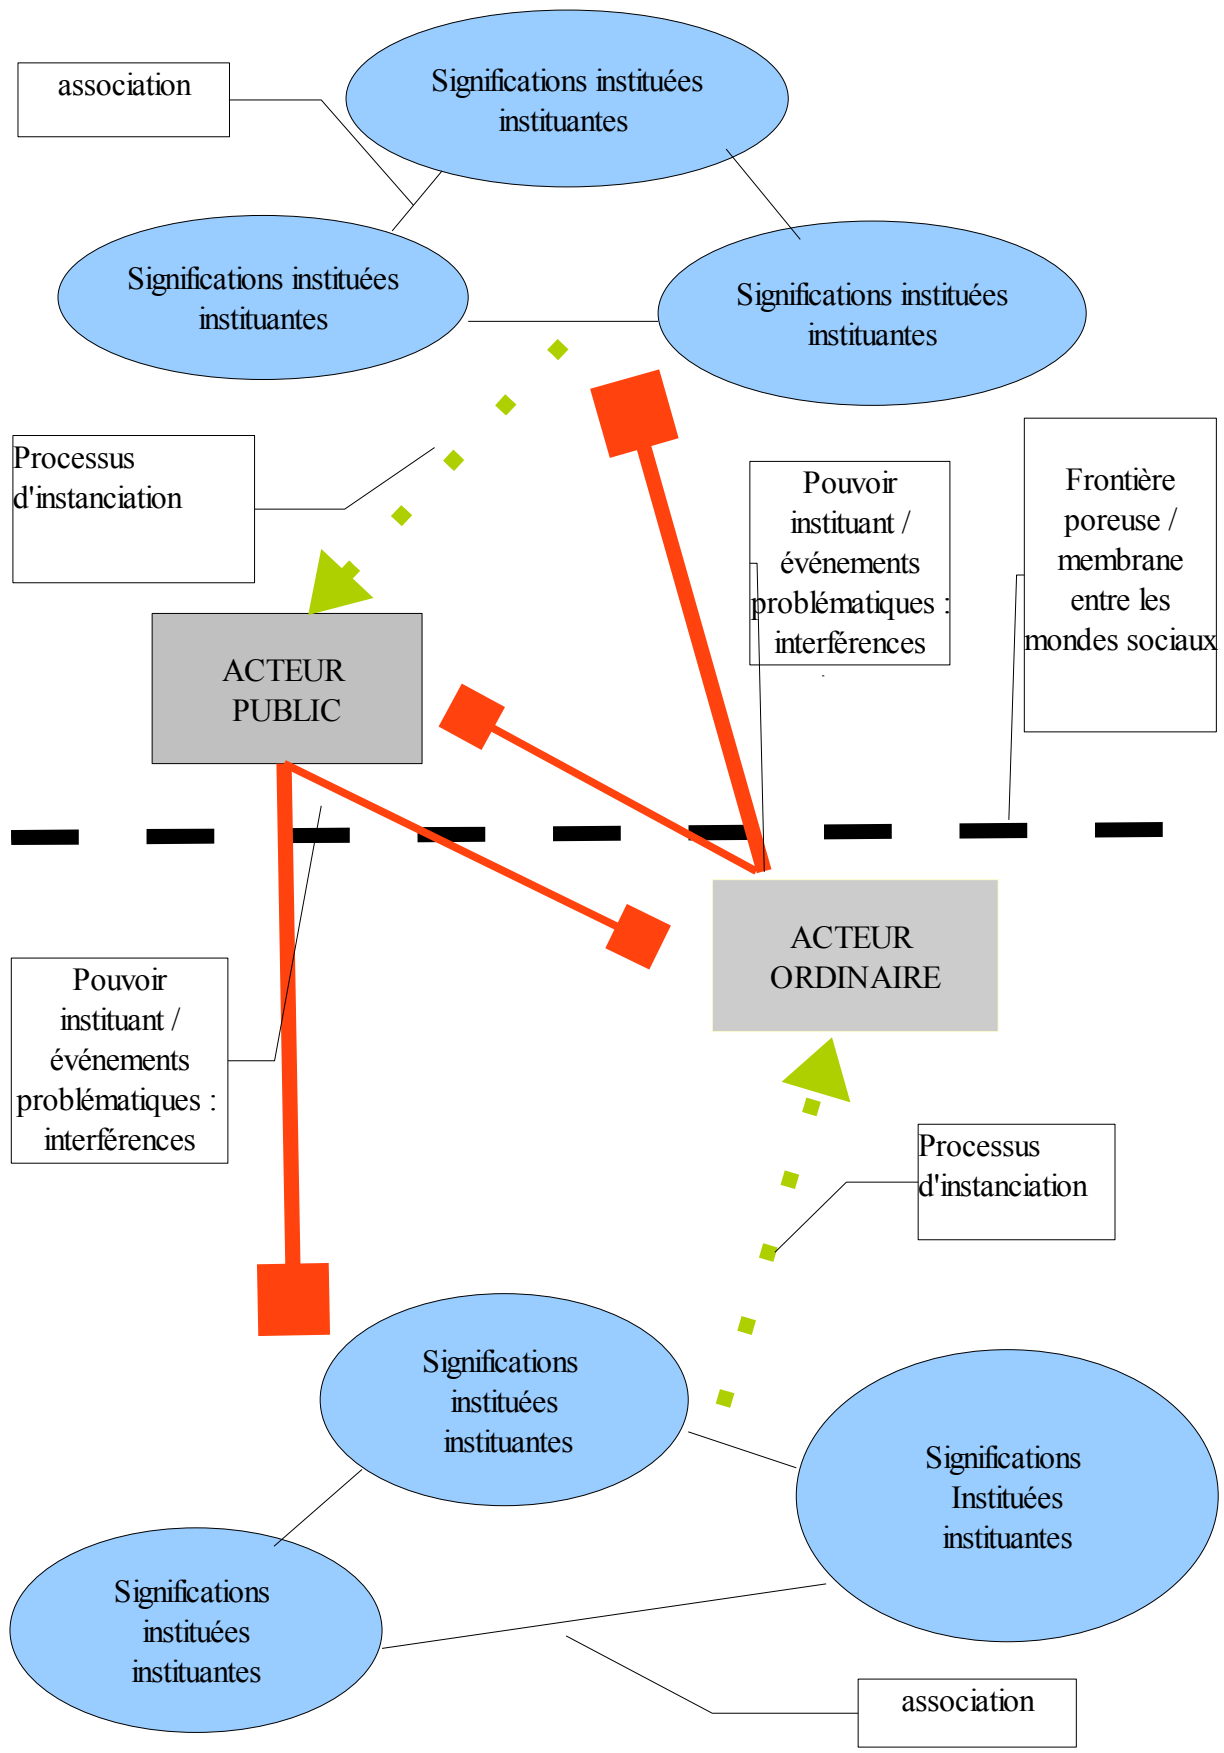 association
Significations instituées
instituantes
Significations instituées
instituantes
Significations instituées
instituantes
Processus
d'instanciation
Pouvoir
instituant /
événements
problématiques :
interférences
Frontière
poreuse /
membrane
entre les
mondes sociaux
ACTEUR
PUBLIC
ACTEUR
ORDINAIRE
Pouvoir
instituant /
événements
problématiques :
interférences
Processus
d'instanciation
Significations
instituées
instituantes
Significations
Instituées
instituantes
Significations
instituées
instituantes
association